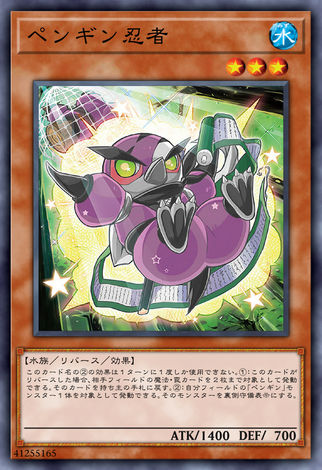 ペンギン忍者
水
【水族／リバース／効果】
このカード名の②の効果は１ターンに１度しか使用できない。①：このカードが
リバースした場合、相手フィールドの魔法・罠カードを２枚まで対象として発動
できる。そのカードを持ち主の手札に戻す。②：自分フィールドの「ペンギン」モ
ンスター１体を対象として発動できる。そのモンスターを裏側守備表示にする。
ATK/1400 DEF/ 700
41255165